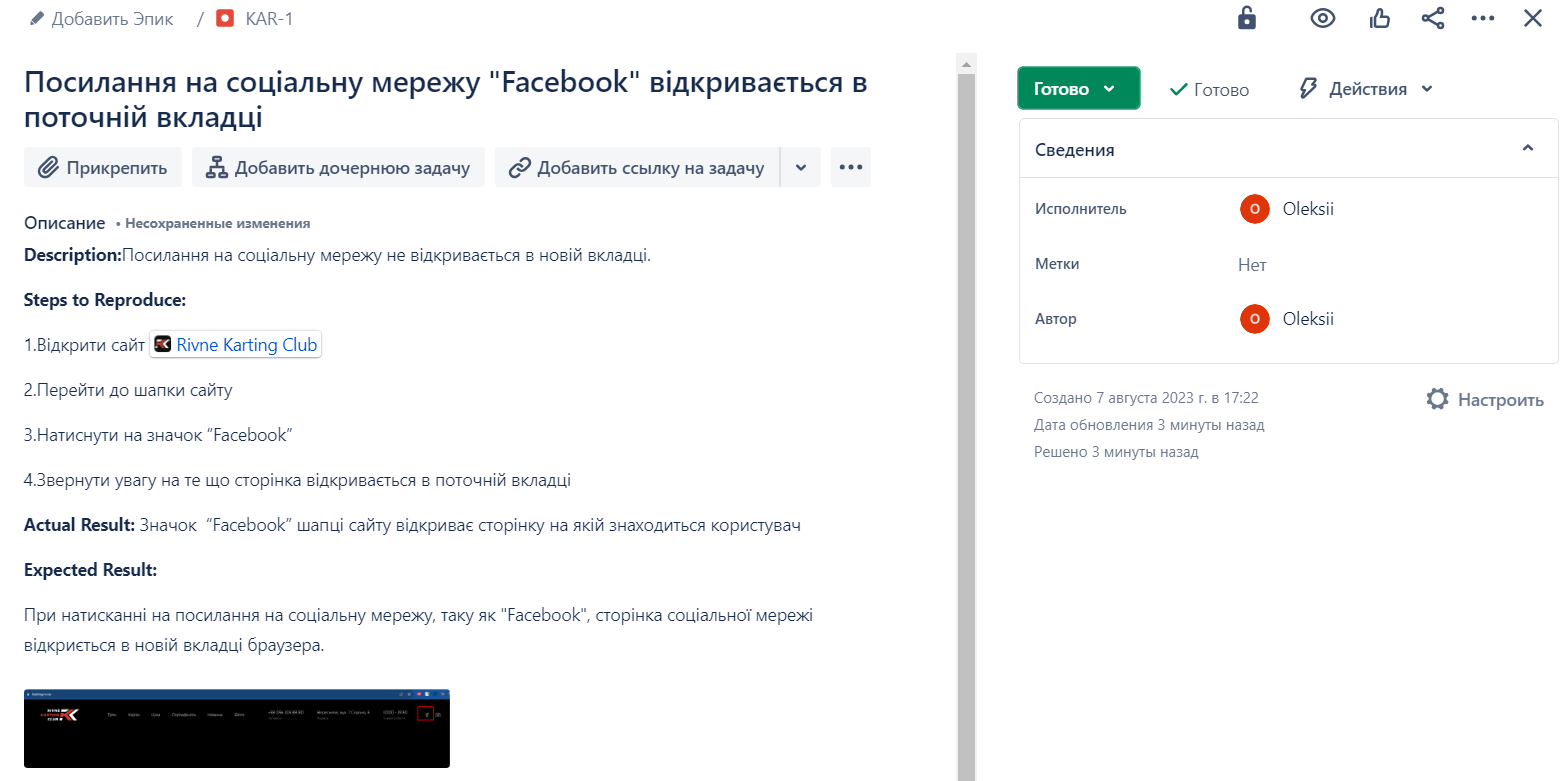 Добавить Эпик / KAR-1
Посилання на соціальну мережу "Facebook" відкривається в
поточній вкладці
Прикрепить
Добавить дочернюю задачу
Добавить ссылку на задачу
Описание • Несохраненные изменения
Description:Посилання на соціальну мережу не відкривається в новій вкладці.
Steps to Reproduce:
1.Відкрити сайт Rivne Karting Club
2.Перейти до шапки сайту
3.Натиснути на значок “Facebook”
4.Звернути увагу на те що сторінка відкривається в поточній вкладці
Actual Result: Значок “Facebook” шапці сайту відкриває сторінку на якій знаходиться користувач
Expected Result:
При натисканні на посилання на соціальну мережу, таку як "Facebook", сторінка соціальної мережі
відкриється в новій вкладці браузера.
RIVNE
KARTING
CLUB
Готово
Готово
Действия
Сведения
Исполнитель
O Oleksii
Метки
Нет
Автор
O Oleksii
Создано 7 августа 2023 г. в 17:22
Дата обновления 3 минуты назад
Решено 3 минуты назад
Настроить